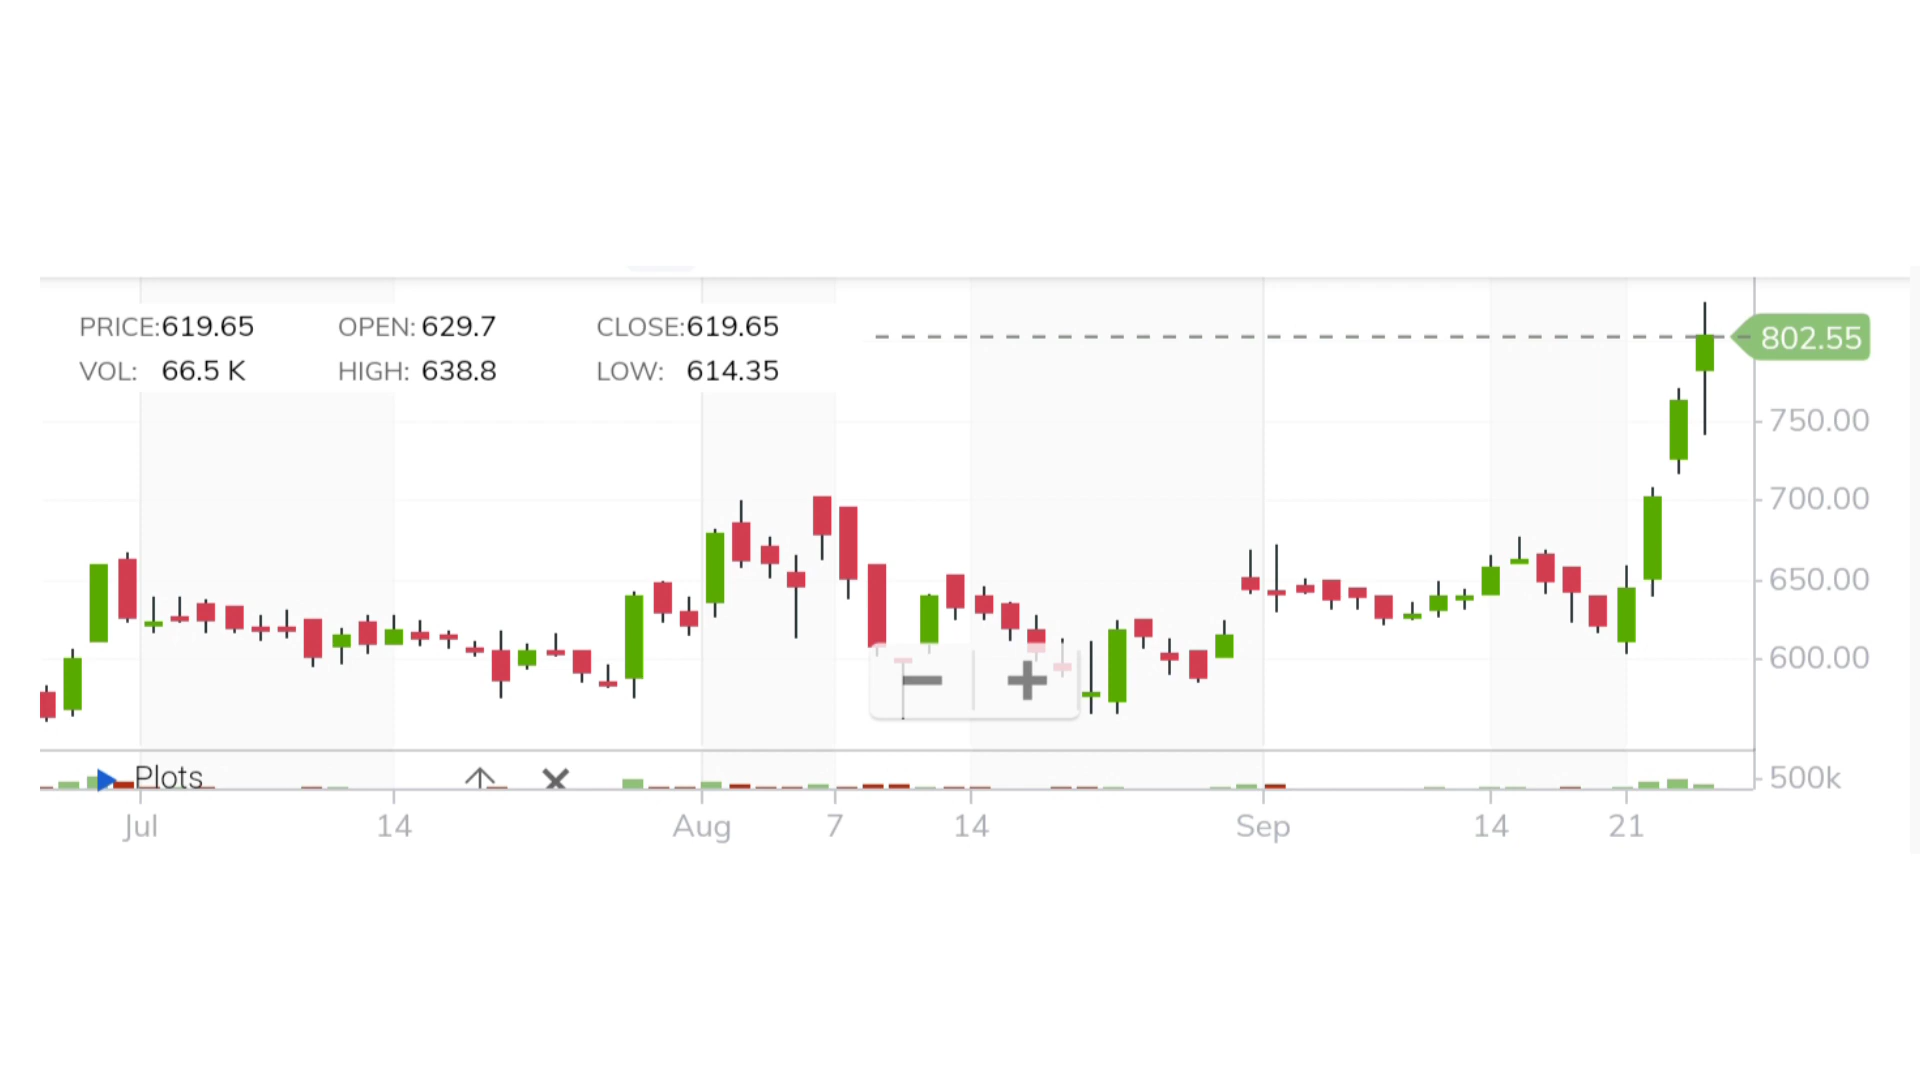 PRICE:619.65 OPEN: 629.7 CLOSE:619.65
VOL: 66.5 K HIGH: 638.8 LOW: 614.35
802.55
750.00
700.00
650.00
600.00
Plots
500k
Jul 14 Aug 7 14 Sep 14 21